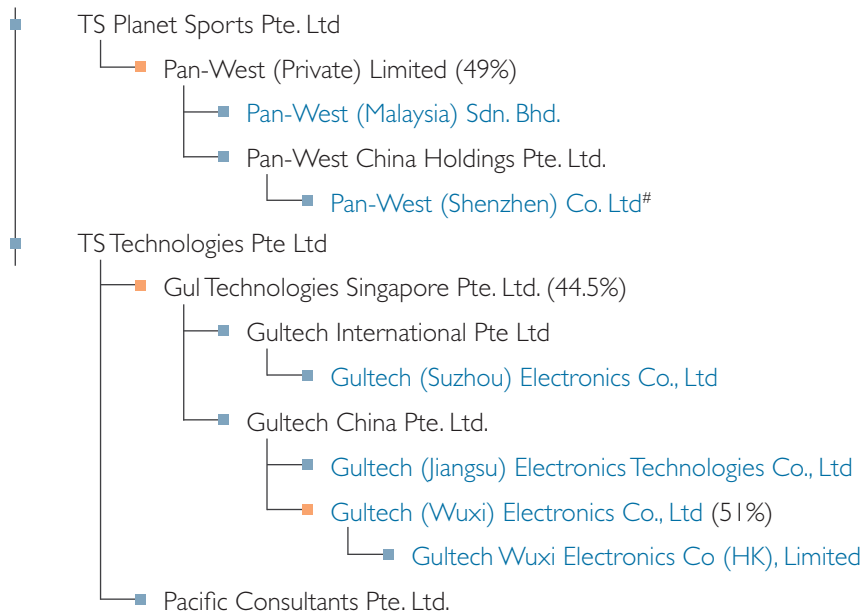 TS Planet Sports Pte. Ltd
Pan-West (Private) Limited (49%)
Pan-West (Malaysia) Sdn. Bhd.
Pan-West China Holdings Pte. Ltd.
Pan-West (Shenzhen) Co. Ltd#
TS Technologies Pte Ltd
Gul Technologies Singapore Pte. Ltd. (44.5%)
Gultech International Pte Ltd
Gultech (Suzhou) Electronics Co., Ltd
Gultech China Pte. Ltd.
Gultech (Jiangsu) Electronics Technologies Co., Ltd
Gultech (Wuxi) Electronics Co., Ltd (51%)
Gultech Wuxi Electronics Co (HK), Limited
Pacific Consultants Pte. Ltd.